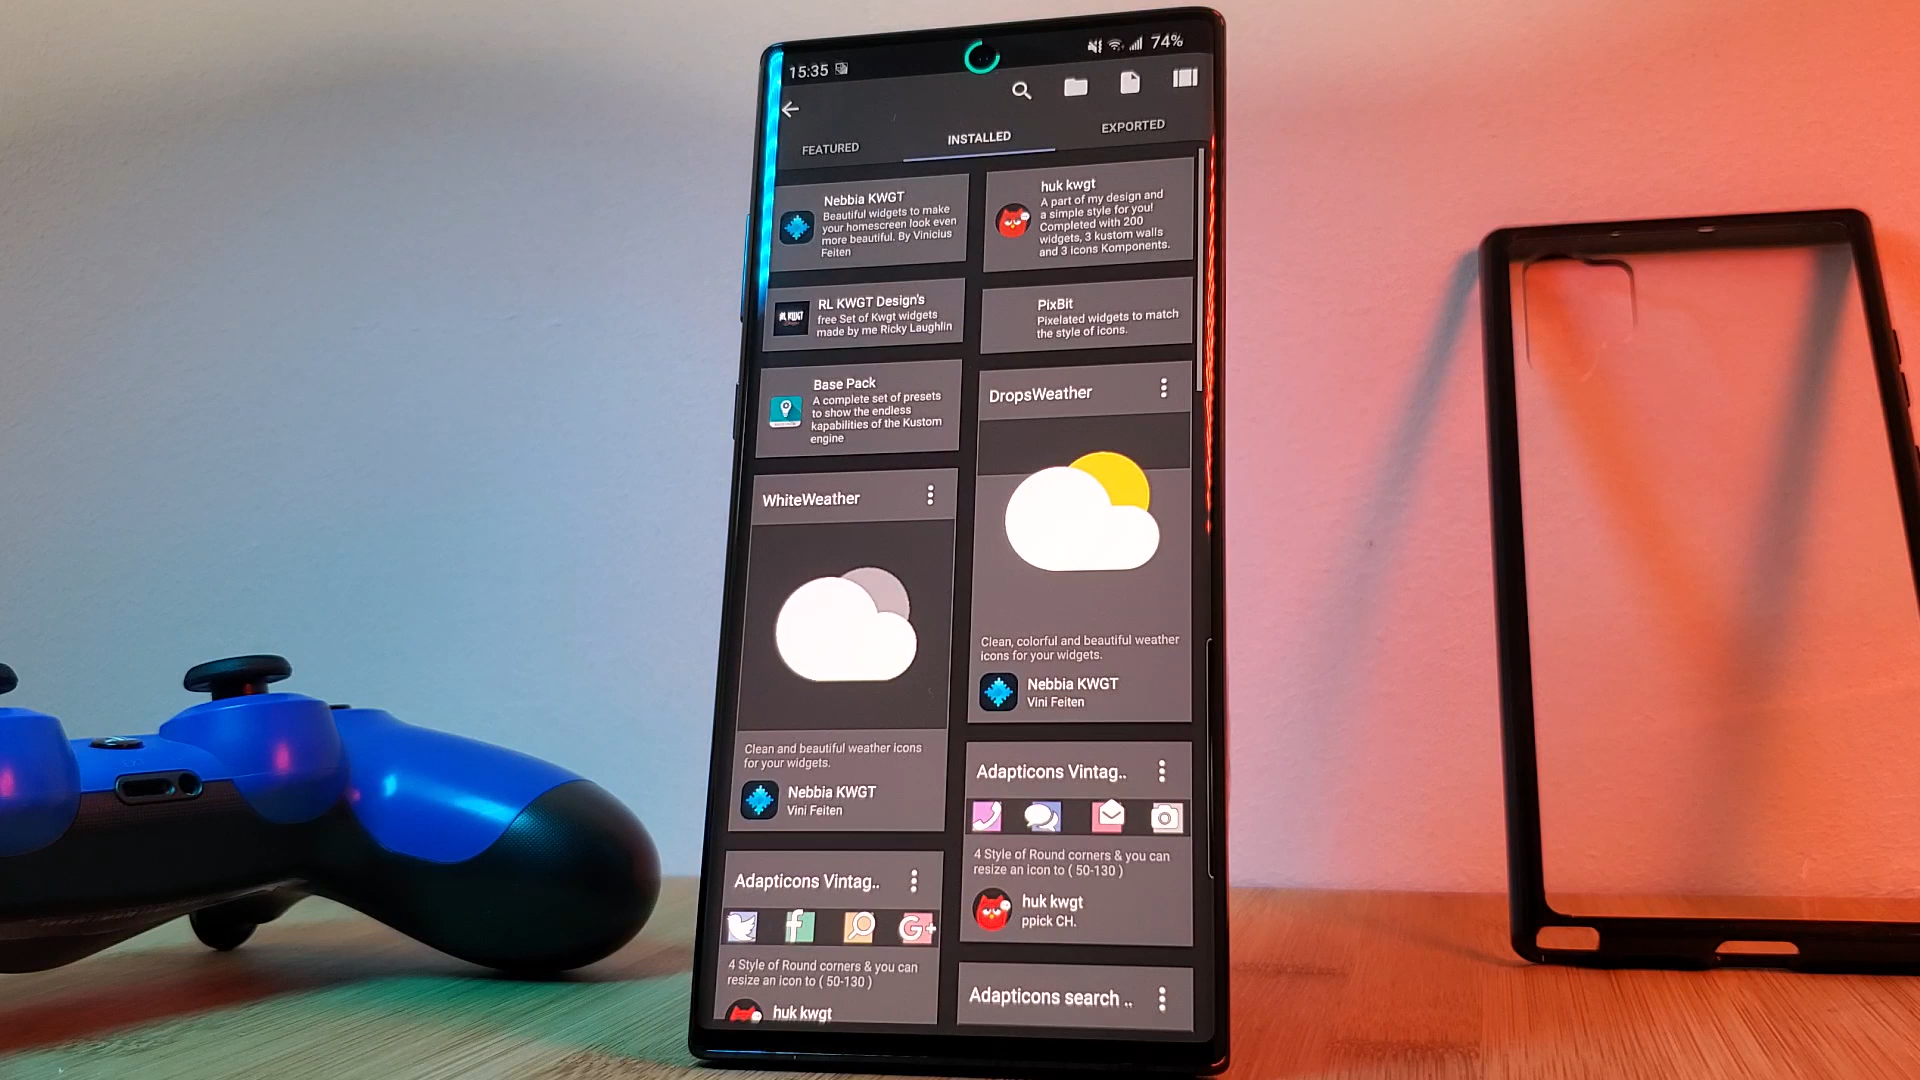 15:35
74%
FEATURED
INSTALLED
EXPORTED
Nebbia KWGT
Beautiful widgets to make
your homescreen look even
more beautiful. By Vinicius
Feiten
huk kwgt
A part of my design and
a simple style for you!
Completed with 200
widgets, 3 kustom walls
and 3 icons Komponents.
RL KWGT Design's
free Set of Kwgt widgets
made by me Ricky Laughlin
RL KWGT
PixBit
Pixelated widgets to match
the style of icons.
Base Pack
A complete set of presets
to show the endless
kapabilities of the Kustom
engine
DropsWeather
Clean, colorful and beautiful weather
icons for your widgets.
Nebbia KWGT
Vini Feiten
WhiteWeather
Clean and beautiful weather icons
for your widgets.
Nebbia KWGT
Vini Feiten
Adapticons Vintag..
4 Style of Round corners & you can
resize an icon to ( 50-130 )
huk kwgt
ppick CH.
Adapticons Vintag..
f
G+
4 Style of Round corners & you can
resize an icon to ( 50-130 )
huk kwgt
Adapticons search ..